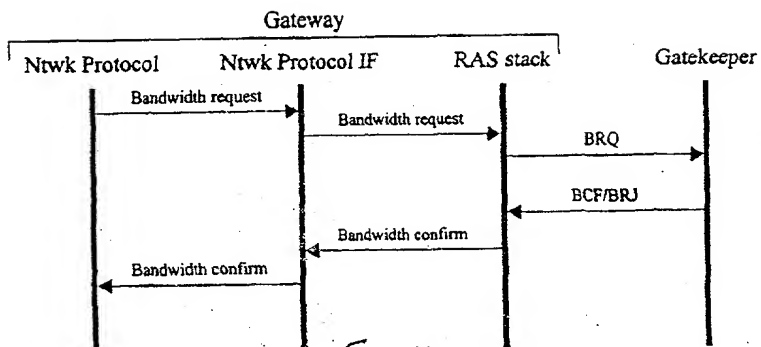 Gateway
Ntwk Protocol Ntwk Protocol IF RAS stack Gatekeeper
Bandwidth request
Bandwidth request
BRQ
BCF/BRJ
Bandwidth confirm
Bandwidth confirm